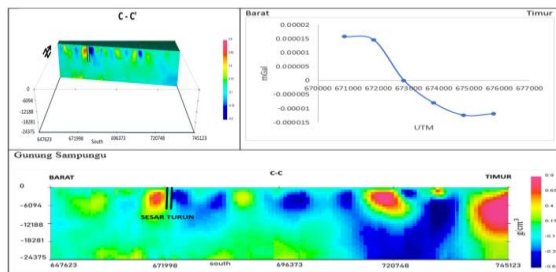 C - C'
0
-6094
-12188
-18281
-24375
647623
671998
South
696373
720748
745123
Barat
Timur
0.00002
0.000015
0.00001
0.000005
0
-0.000005
-0.00001
-0.000015
mGal
670000 671000 672000 673000 674000 675000 676000 677000
UTM
Gunung Sampungu
BARAT
C-C
TIMUR
0
-6094
-12188
-18281
-24375
SESAR TURUN
647623
671998
south
696373
720748
745123
g/cm³